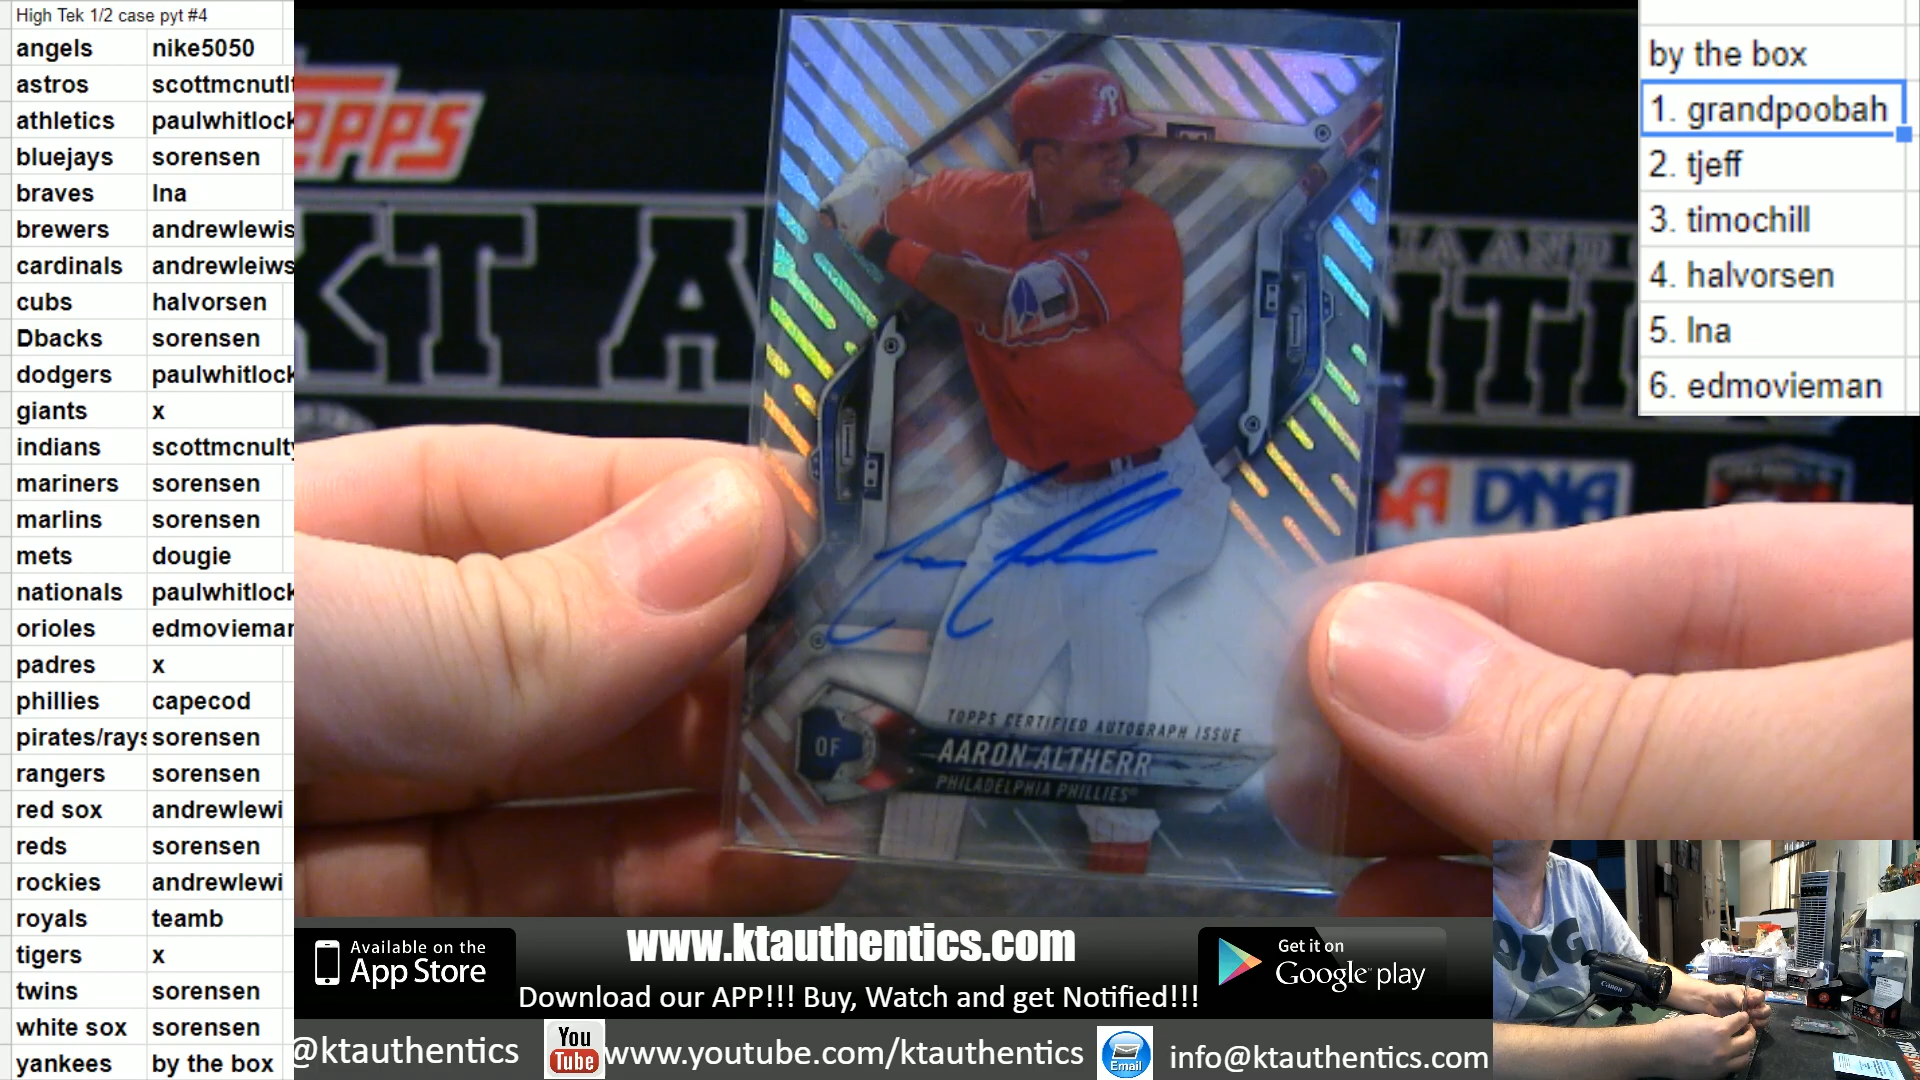 High Tek 1/2 case pyt #4
angels nike5050
astros scottmcnutlt
athletics paulwhitlock
bluejays sorensen
braves lna
brewers andrewlewis
cardinals andrewleiws
cubs halvorsen
Dbacks sorensen
dodgers paulwhitlock
giants x
indians scottmcnulty
mariners sorensen
marlins sorensen
mets dougie
nationals paulwhitlock
orioles edmovieman
padres x
phillies capecod
pirates/rays sorensen
rangers sorensen
red sox andrewlewi
reds sorensen
rockies andrewlewi
royals teamb
tigers x
twins sorensen
white sox sorensen
yankees by the box
by the box
1. grandpoobah
2. tjeff
3. timochill
4. halvorsen
5. lna
6. edmovieman
TOPPS
KT A
DNA
P
TOPPS CERTIFIED AUTOGRAPH ISSUE
OF
AARON ALTHERR
PHILADELPHIA PHILLIES
Canon
Available on the
App Store
www.ktauthentics.com
Get it on
Google play
Download our APP!!! Buy, Watch and get Notified!!!
@ktauthentics
You
Tube
www.youtube.com/ktauthentics
Email
info@ktauthentics.com